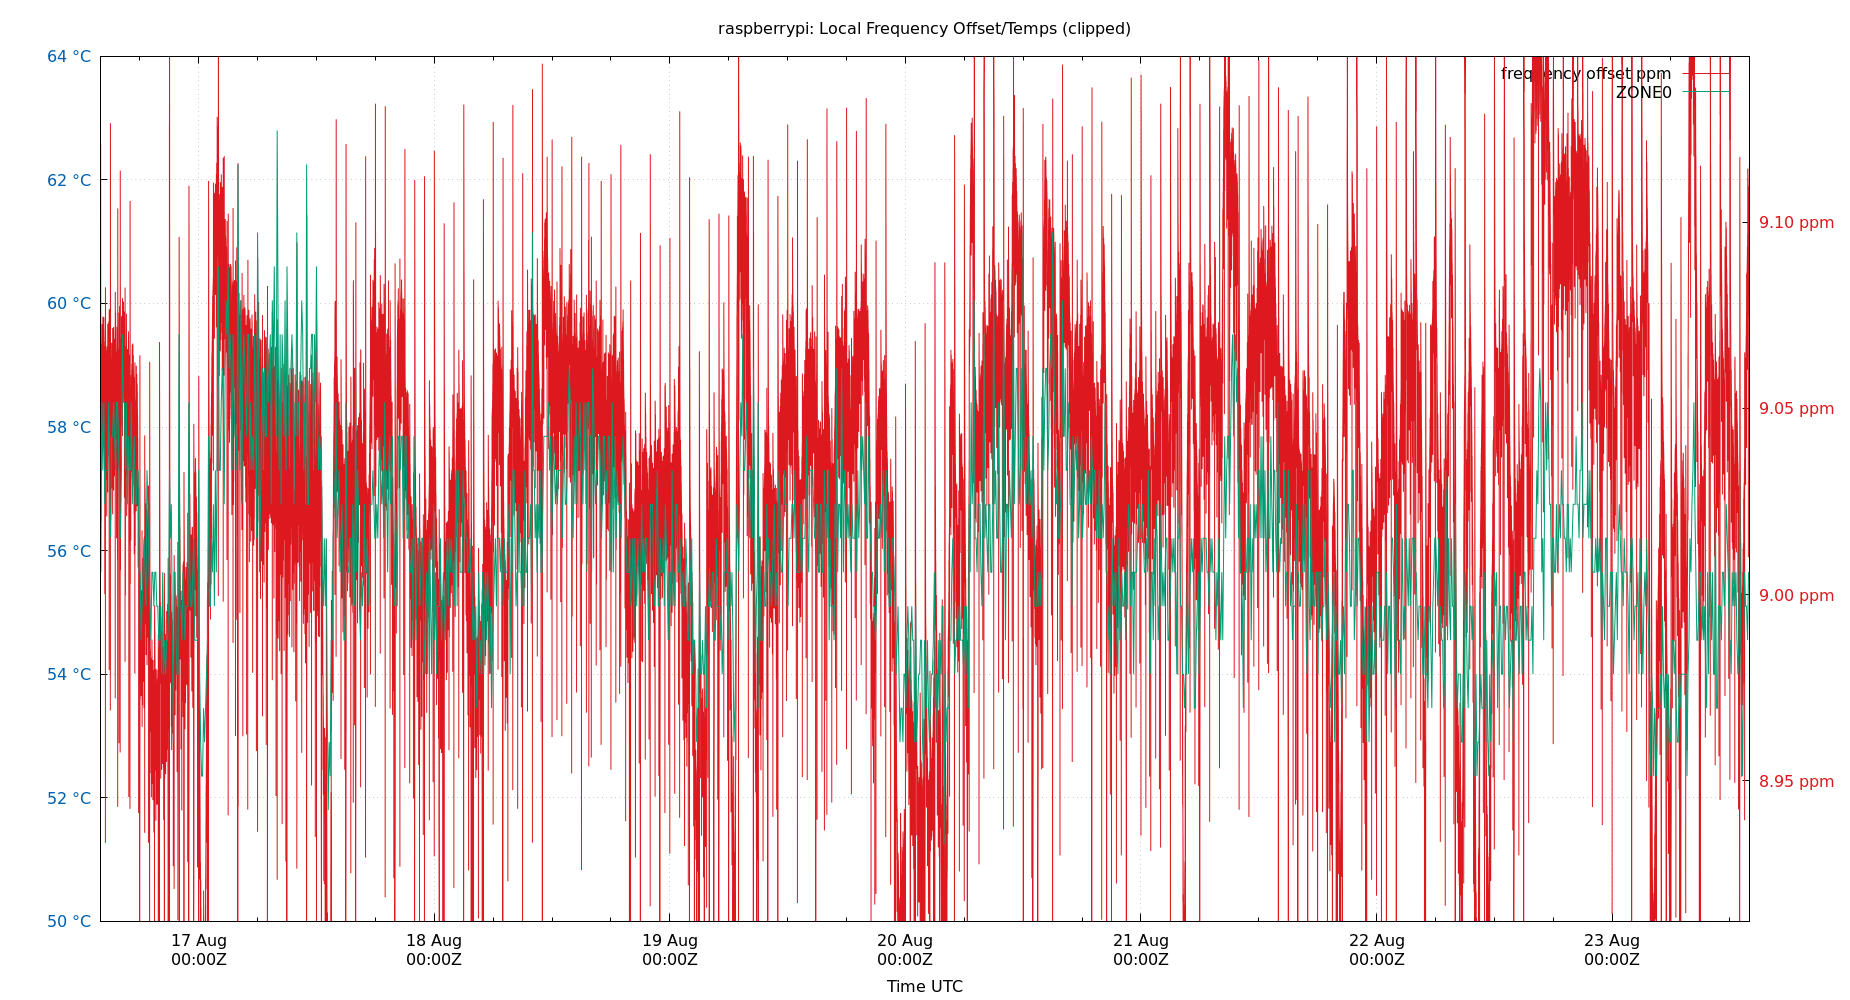 raspberrypi: Local Frequency Offset/Temps (clipped)
64 °C
62 °C
60 °C
58 °C
56 °C
54 °C
52 °C
50 °C
frequency offset ppm
ZONE0
9.10 ppm
9.05 ppm
9.00 ppm
8.95 ppm
17 Aug
00:00Z
18 Aug
00:00Z
19 Aug
00:00Z
20 Aug
00:00Z
21 Aug
00:00Z
22 Aug
00:00Z
23 Aug
00:00Z
Time UTC